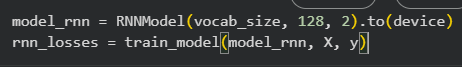 model_rnn = RNNModel(vocab_size, 128, 2).to(device)
rnn_losses = train_model(model_rnn, X, y)